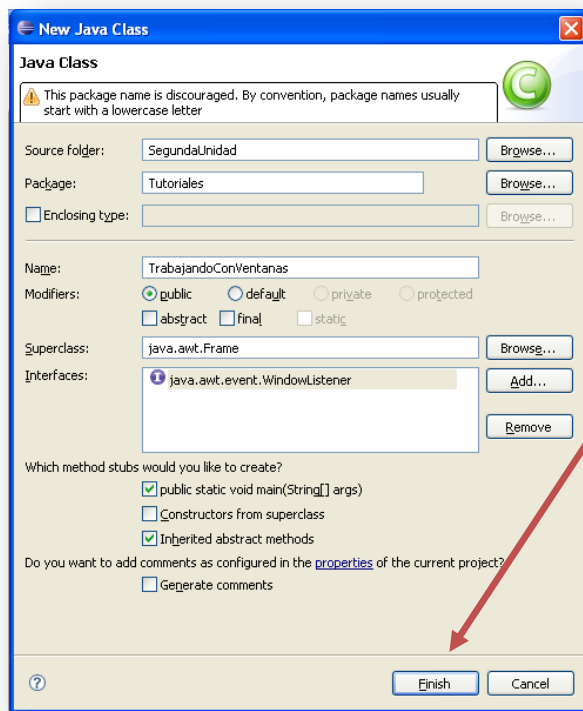 New Java Class
Java Class
This package name is discouraged. By convention, package names usually
start with a lowercase letter
Source folder: SegundaUnidad Browse...
Package: Tutoriales Browse...
Enclosing type: Browse...
Name: TrabajandoConVentanas
Modifiers: public default private protected
abstract final static
Superclass: java.awt.Frame Browse...
Interfaces: java.awt.event.WindowListener Add...
Remove
Which method stubs would you like to create?
public static void main(String[] args)
Constructors from superclass
Inherited abstract methods
Do you want to add comments as configured in the properties of the current project?
Generate comments
Finish Cancel